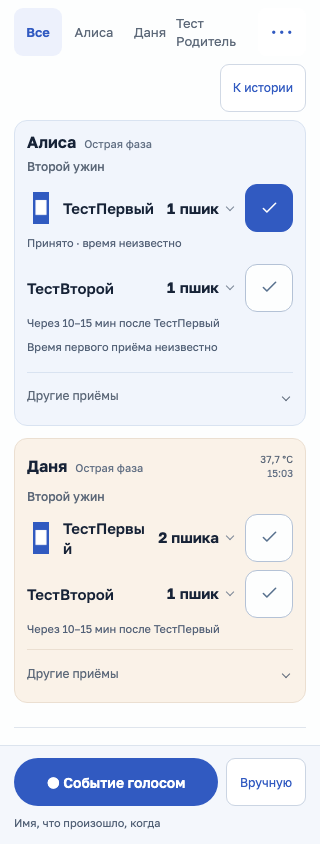 Все Алиса Даня Тест
Родитель
К истории
Алиса Острая фаза
Второй ужин
ТестПервый 1 пшик
Принято · время неизвестно
ТестВторой 1 пшик
Через 10–15 мин после ТестПервый
Время первого приёма неизвестно
Другие приёмы
Даня Острая фаза 37,7 °C
15:03
Второй ужин
ТестПервы
й 2 пшика
ТестВторой 1 пшик
Через 10–15 мин после ТестПервый
Другие приёмы
Событие голосом Вручную
Имя, что произошло, когда